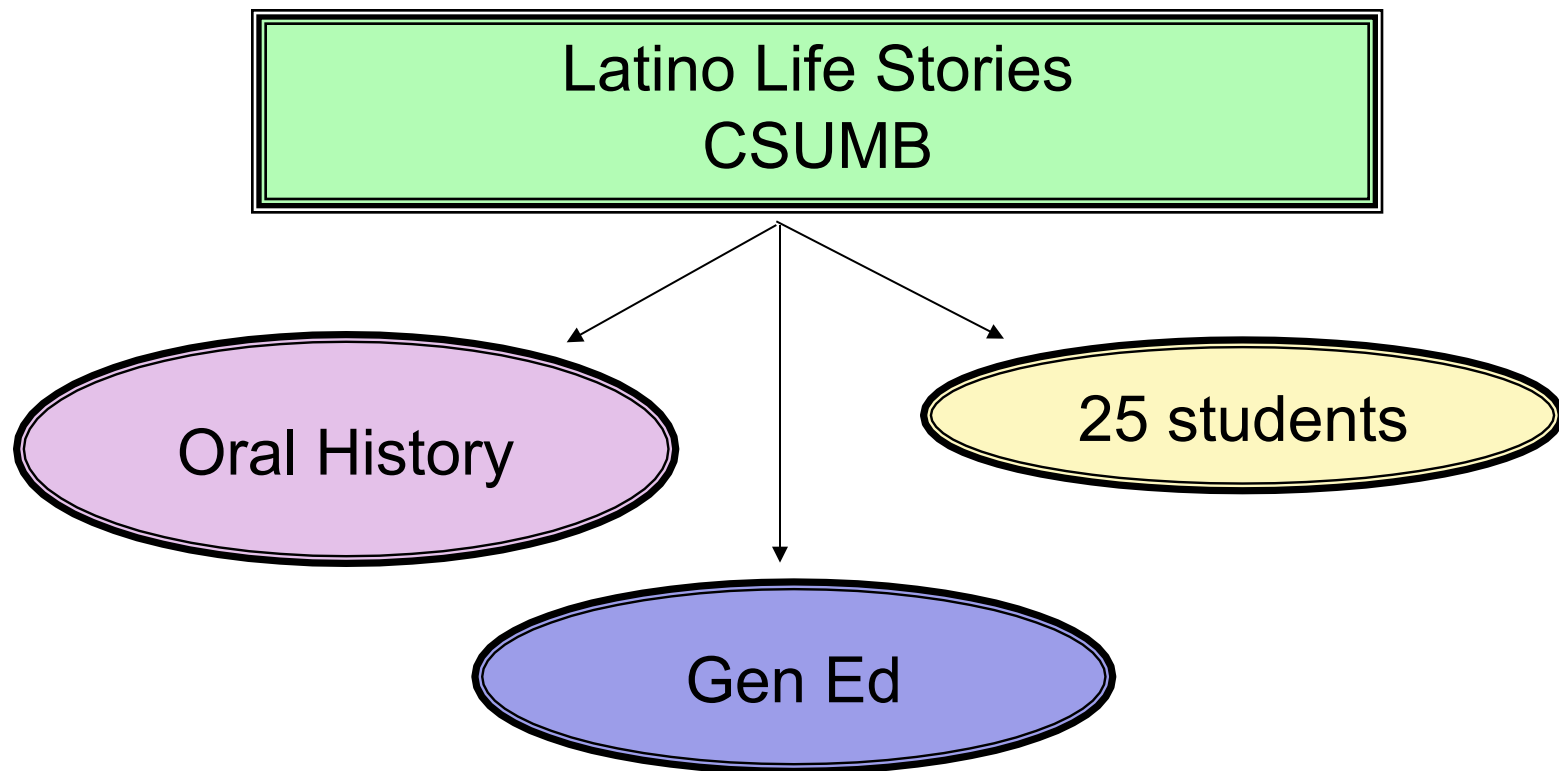 Latino Life Stories
CSUMB
Oral History
25 students
Gen Ed